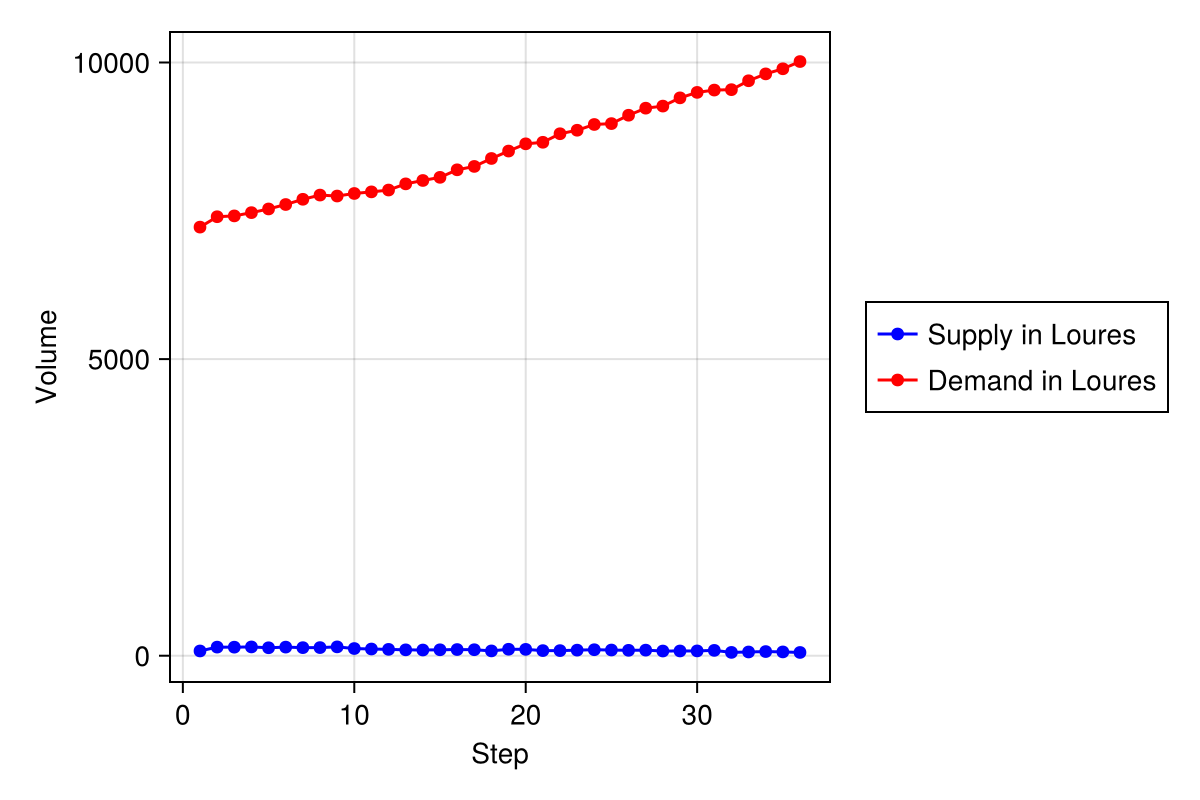 10000
5000
0
Volume
0 10 20 30
Step
Supply in Loures
Demand in Loures